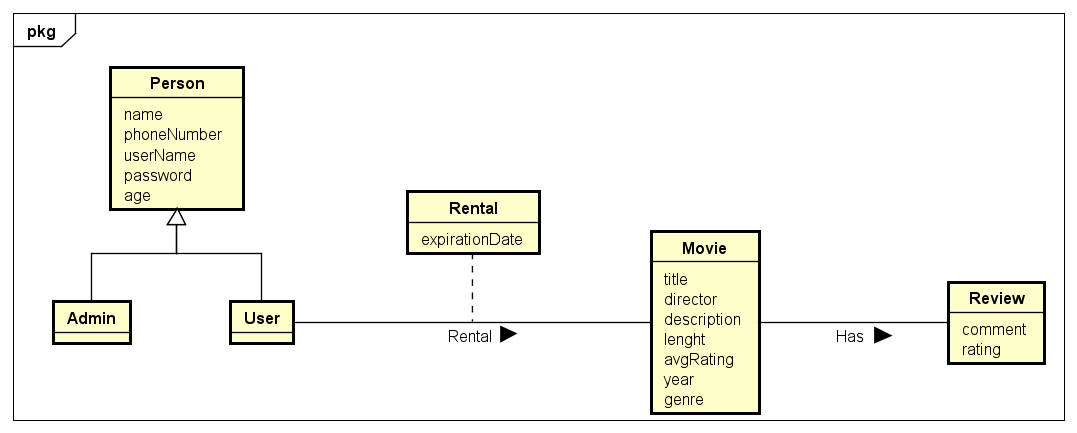 pkg
Person
name
phoneNumber
userName
password
age
Rental
expirationDate
Admin
User
Rental
Movie
title
director
description
lenght
avgRating
year
genre
Has
Review
comment
rating